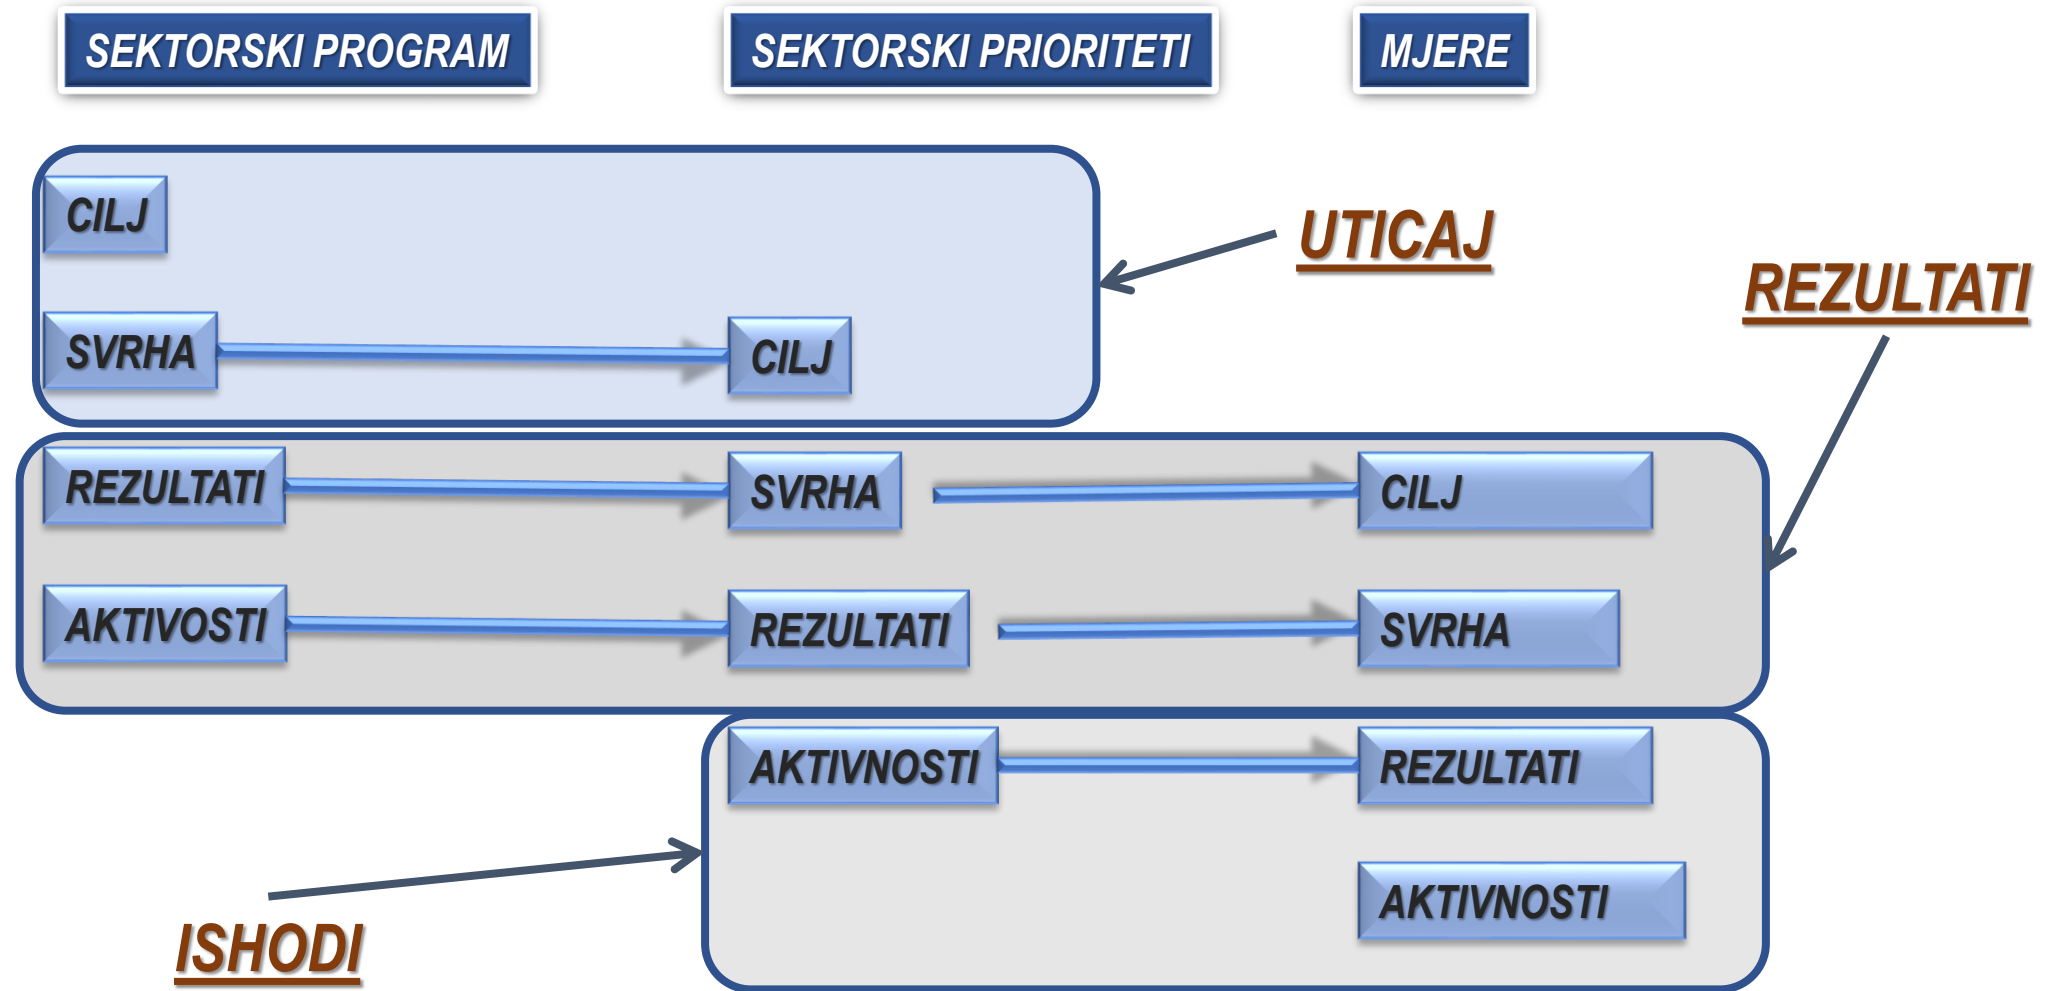 SEKTORSKI PROGRAM
SEKTORSKI PRIORITETI
MJERE
CILJ
UTICAJ
REZULTATI
SVRHA
CILJ
REZULTATI
SVRHA
CILJ
AKTIVOSTI
REZULTATI
SVRHA
AKTIVNOSTI
REZULTATI
AKTIVNOSTI
ISHODI